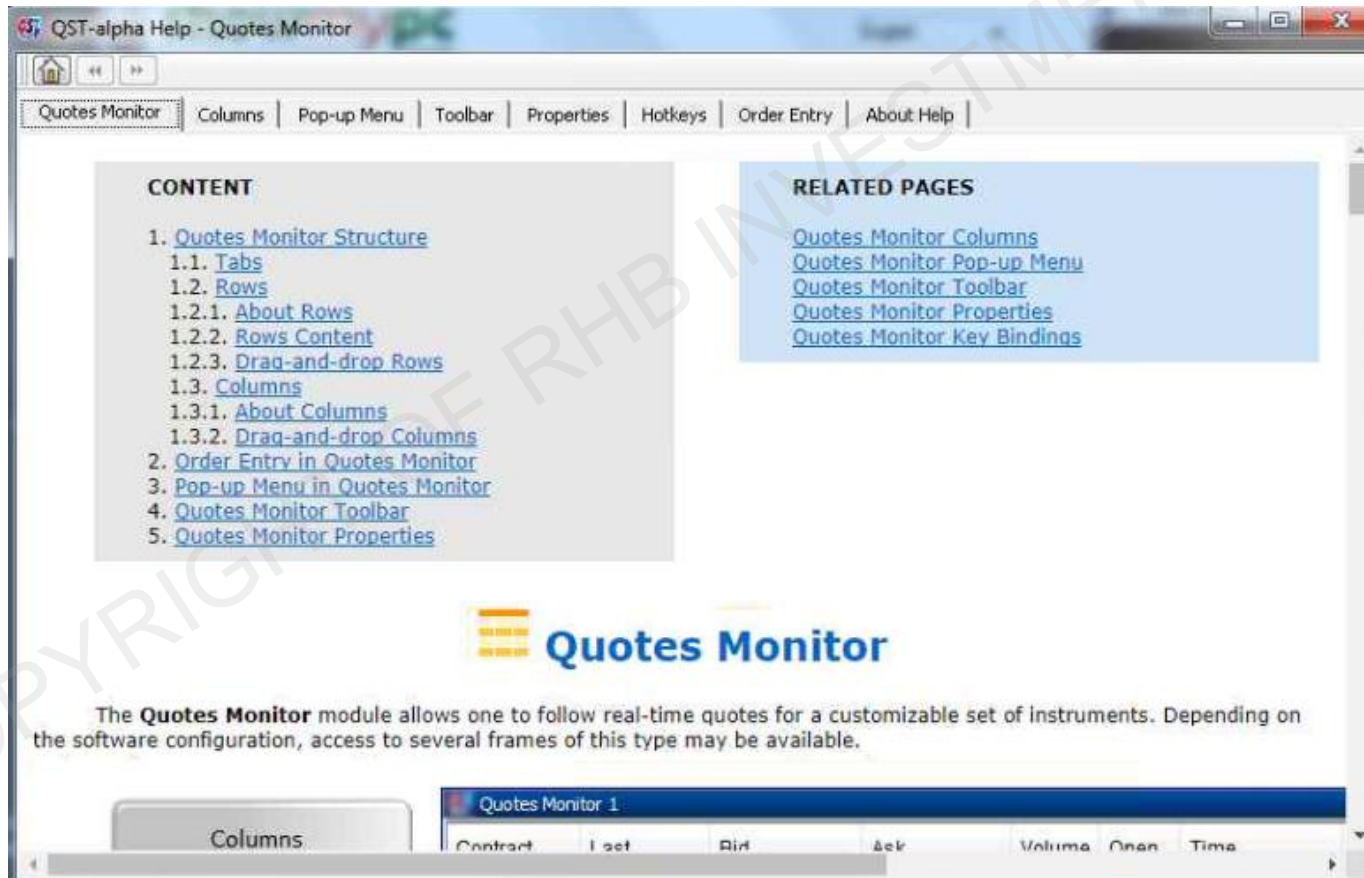 QST-alpha Help - Quotes Monitor
Quotes Monitor Columns Pop-up Menu Toolbar Properties Hotkeys Order Entry About Help
CONTENT
1. Quotes Monitor Structure
1.1. Tabs
1.2. Rows
1.2.1. About Rows
1.2.2. Rows Content
1.2.3. Drag-and-drop Rows
1.3. Columns
1.3.1. About Columns
1.3.2. Drag-and-drop Columns
2. Order Entry in Quotes Monitor
3. Pop-up Menu in Quotes Monitor
4. Quotes Monitor Toolbar
5. Quotes Monitor Properties
RELATED PAGES
Quotes Monitor Columns
Quotes Monitor Pop-up Menu
Quotes Monitor Toolbar
Quotes Monitor Properties
Quotes Monitor Key Bindings
Quotes Monitor
The Quotes Monitor module allows one to follow real-time quotes for a customizable set of instruments. Depending on
the software configuration, access to several frames of this type may be available.
Columns
Quotes Monitor 1
Contract Last Bid Ask Volume Open Time
OF RHB